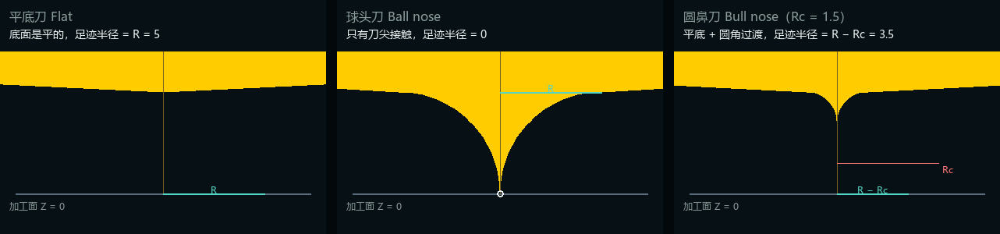 平底刀 Flat
底面是平的，足迹半径 = R = 5
R
加工面 Z = 0
球头刀 Ball nose
只有刀尖接触，足迹半径 = 0
R
加工面 Z = 0
圆鼻刀 Bull nose（Rc = 1.5）
平底 + 圆角过渡，足迹半径 = R − Rc = 3.5
Rc
R − Rc
加工面 Z = 0